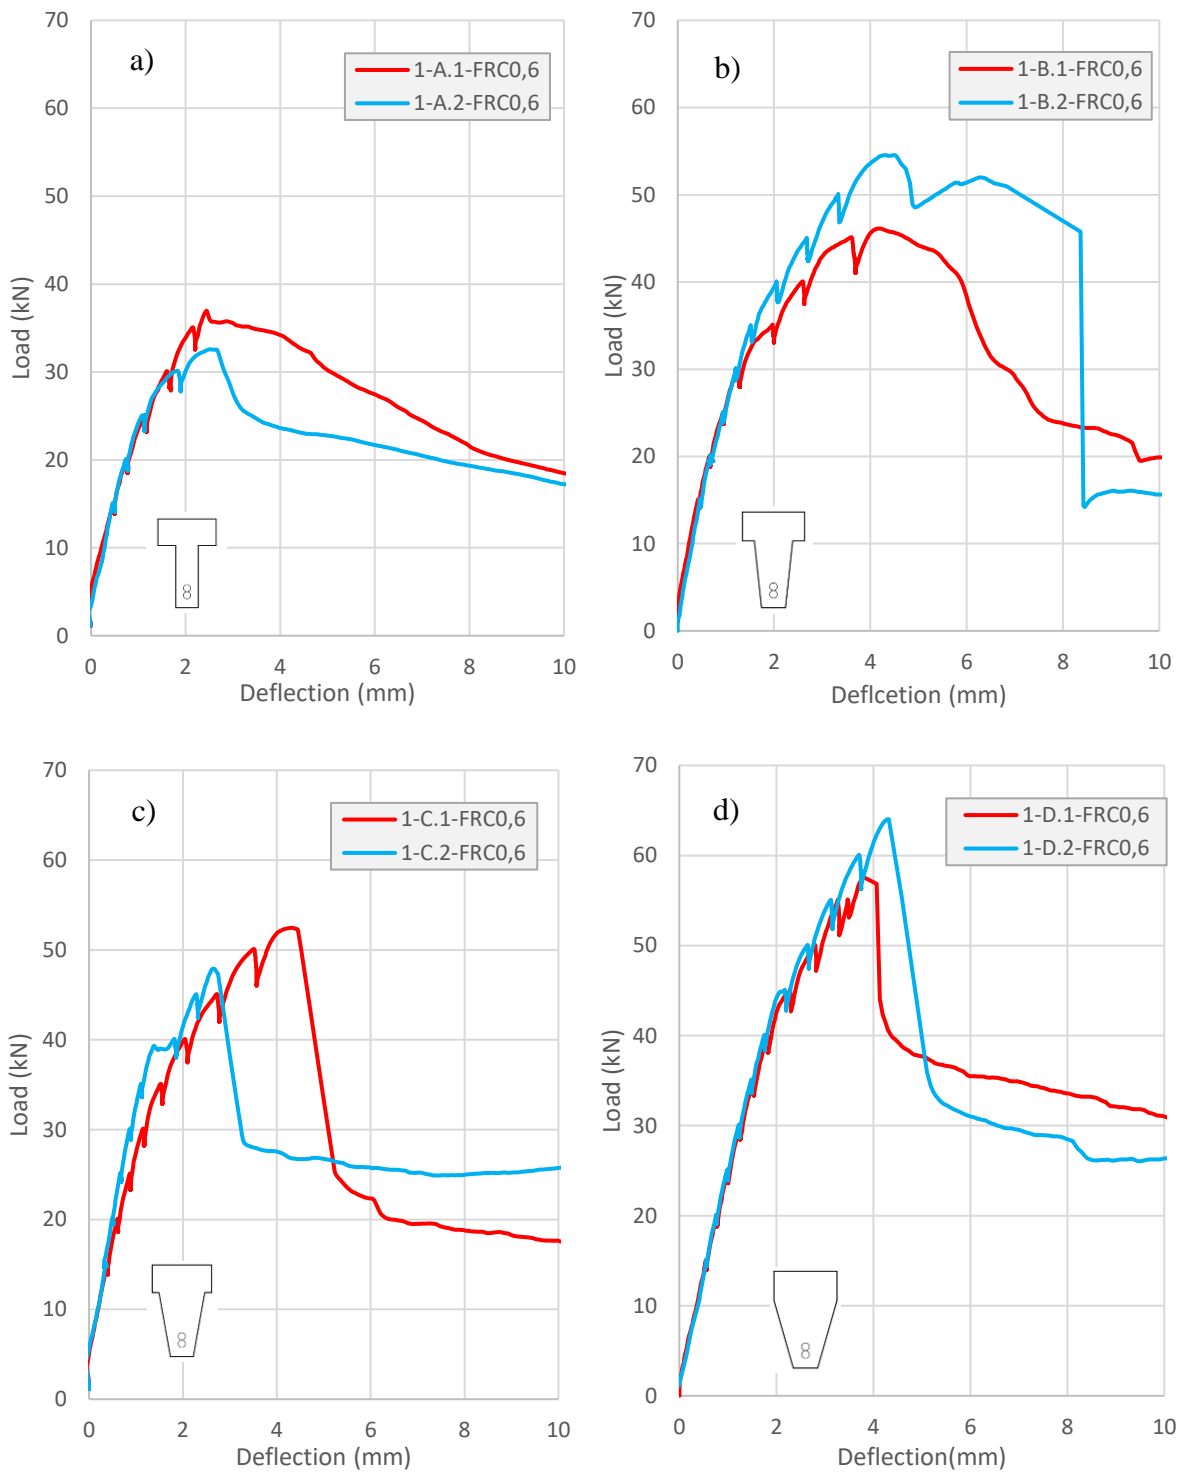 a)
1-A.1-FRC0,6
1-A.2-FRC0,6
70
60
50
40
30
20
10
0
Load (kN)
0 2 4 6 8 10
Deflection (mm)
b)
1-B.1-FRC0,6
1-B.2-FRC0,6
70
60
50
40
30
20
10
0
Load (kN)
0 2 4 6 8 10
Deflcetion (mm)
c)
1-C.1-FRC0,6
1-C.2-FRC0,6
70
60
50
40
30
20
10
0
Load (kN)
0 2 4 6 8 10
Deflection (mm)
d)
1-D.1-FRC0,6
1-D.2-FRC0,6
70
60
50
40
30
20
10
0
Load (kN)
0 2 4 6 8 10
Deflection(mm)